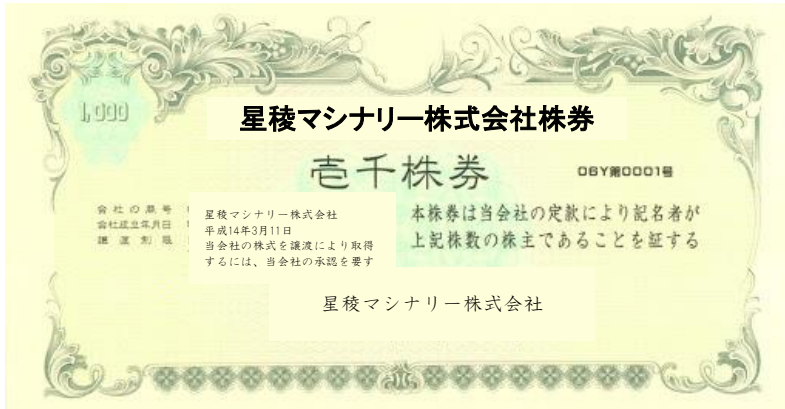 1,000
星稜マシナリー株式会社株券
壱千株券
06Y第0001号
会社の商号 星稜マシナリー株式会社
会社成立年月日 平成14年3月11日
譲渡制限 当会社の株式を譲渡により取得
するには、当会社の承認を要す
本株券は当会社の定款により記名者が
上記株数の株主であることを証する
星稜マシナリー株式会社